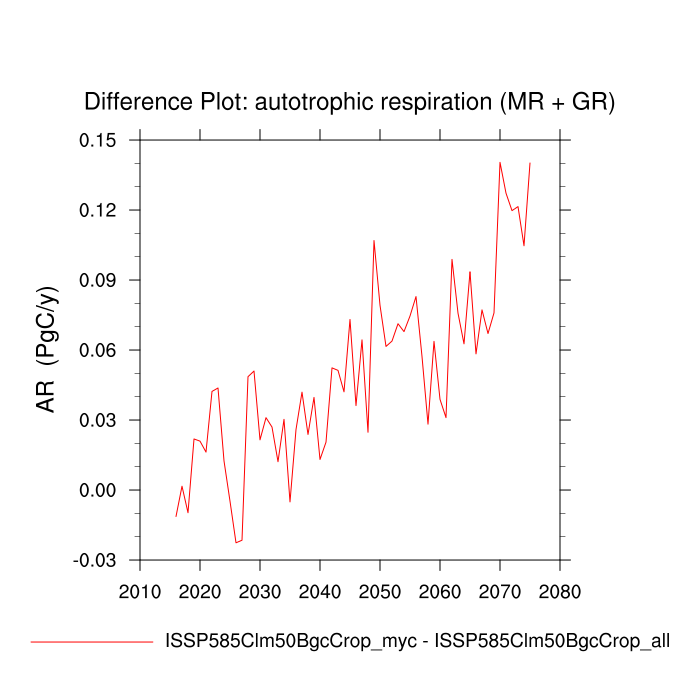 Difference Plot: autotrophic respiration (MR + GR)
0.15
0.12
0.09
0.06
0.03
0.00
-0.03
AR (PgC/y)
2010 2020 2030 2040 2050 2060 2070 2080
ISSP585Clm50BgcCrop_myc - ISSP585Clm50BgcCrop_all